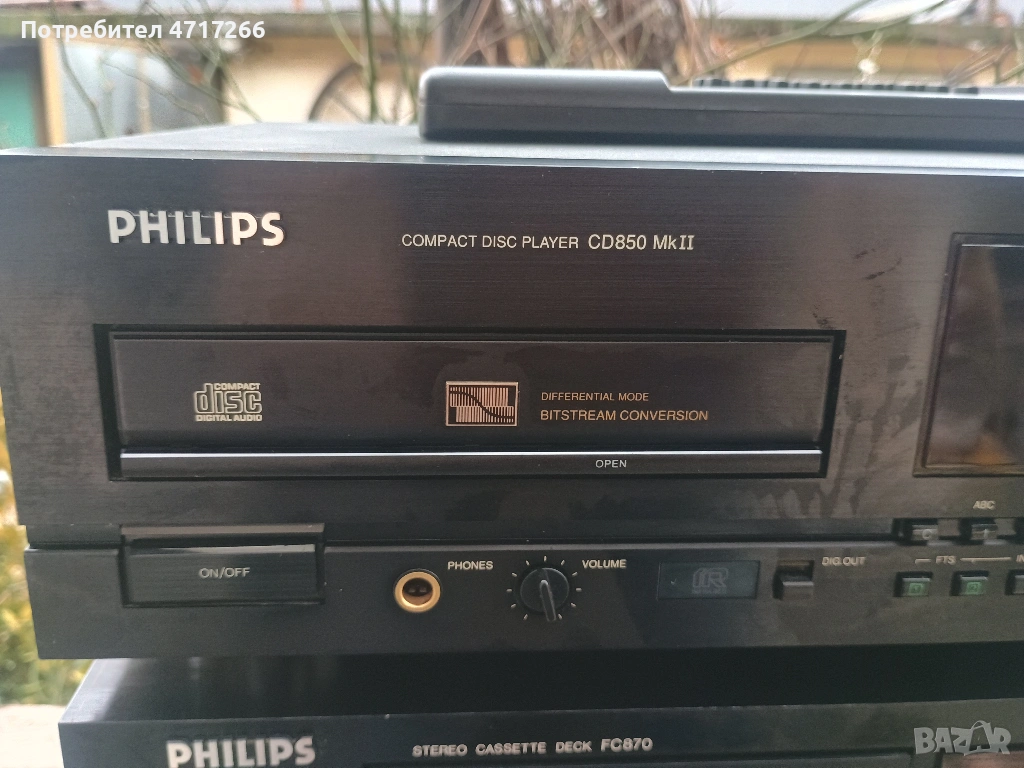 Потребител 4717266
PHILIPS
COMPACT DISC PLAYER CD850 MkII
COMPACT
disc
DIGITAL AUDIO
DIFFERENTIAL MODE
BITSTREAM CONVERSION
OPEN
ABC
ON/OFF
PHONES
VOLUME
DIG.OUT
FTS
PHILIPS
STEREO CASSETTE DECK FC870
BAZAR